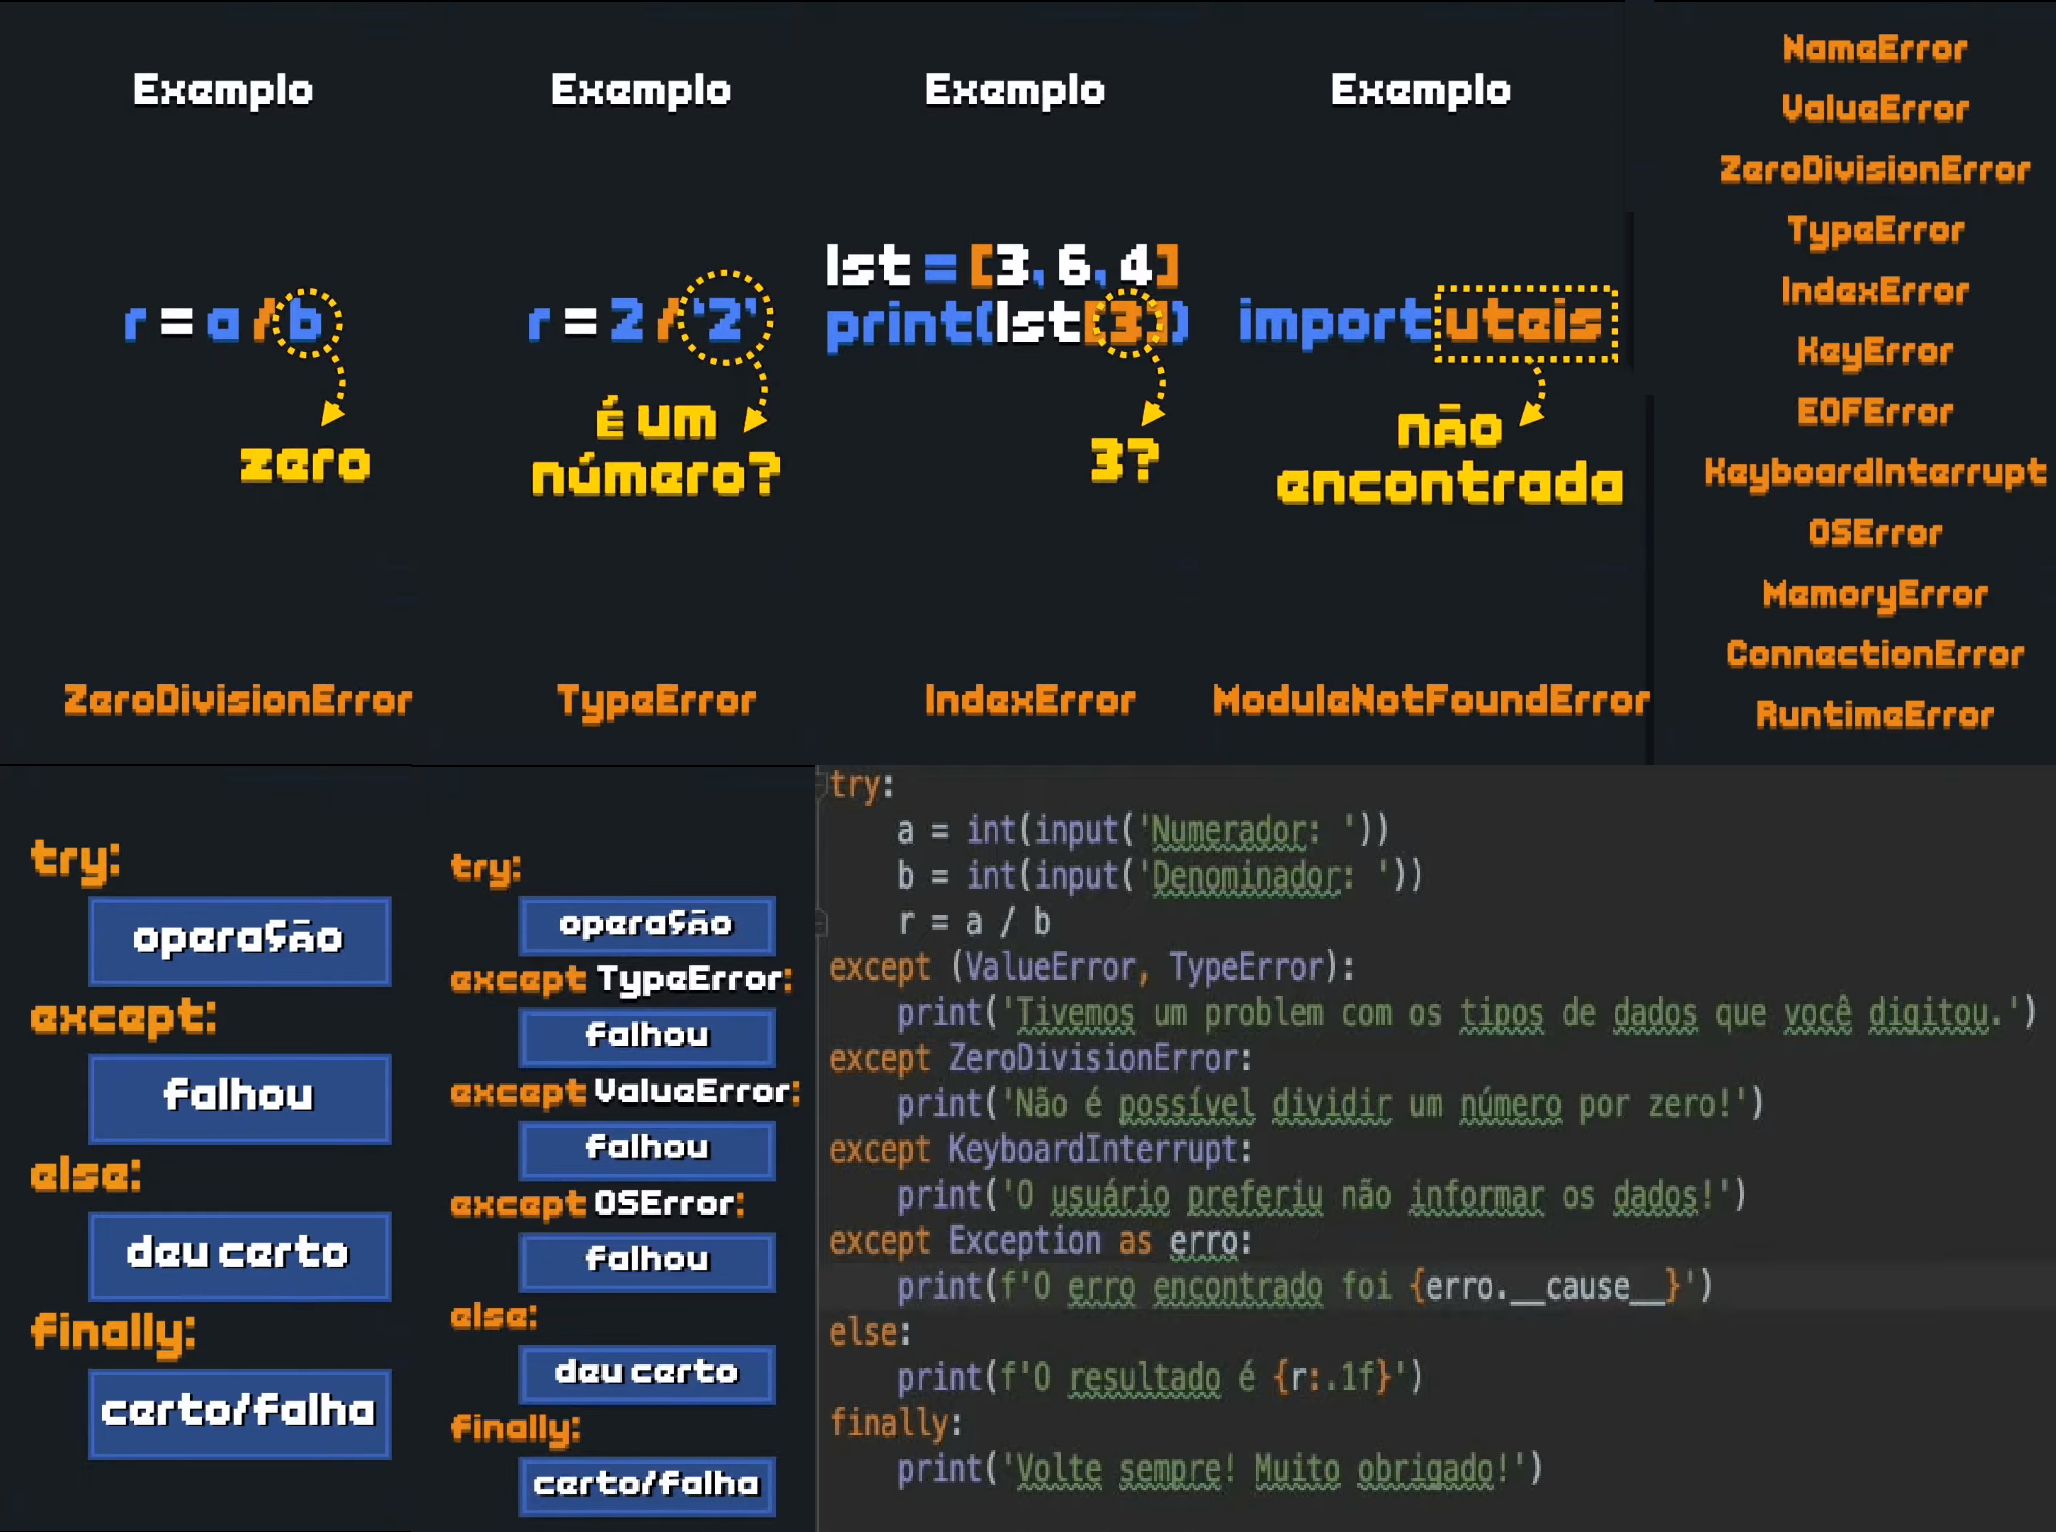 Exemplo
r = a / b
zero
ZeroDivisionError
Exemplo
r = 2 / '2'
É um
número?
TypeError
Exemplo
lst = [3, 6, 4]
print(lst[3])
3?
IndexError
Exemplo
import uteis
não
encontrada
ModuleNotFoundError
NameError
ValueError
ZeroDivisionError
TypeError
IndexError
KeyError
EOFError
KeyboardInterrupt
OSError
MemoryError
ConnectionError
RuntimeError
try:
operação
except:
falhou
else:
deu certo
finally:
certo/falha
try:
operação
except TypeError:
falhou
except ValueError:
falhou
except OSError:
falhou
else:
deu certo
finally:
certo/falha
try:
    a = int(input('Numerador: '))
    b = int(input('Denominador: '))
    r = a / b
except (ValueError, TypeError):
    print('Tivemos um problem com os tipos de dados que você digitou.')
except ZeroDivisionError:
    print('Não é possível dividir um número por zero!')
except KeyboardInterrupt:
    print('O usuário preferiu não informar os dados!')
except Exception as erro:
    print(f'O erro encontrado foi {erro.__cause__}')
else:
    print(f'O resultado é {r:.1f}')
finally:
    print('Volte sempre! Muito obrigado!')